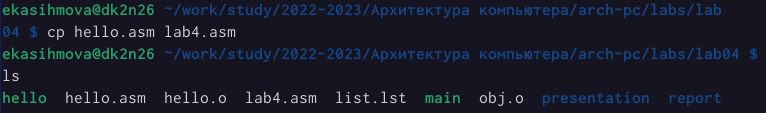 ekasihmova@dk2n26 ~/work/study/2022-2023/Архитектура компьютера/arch-pc/labs/lab
04 $ cp hello.asm lab4.asm
ekasihmova@dk2n26 ~/work/study/2022-2023/Архитектура компьютера/arch-pc/labs/lab04 $
ls
hello  hello.asm  hello.o  lab4.asm  list.lst  main  obj.o  presentation  report